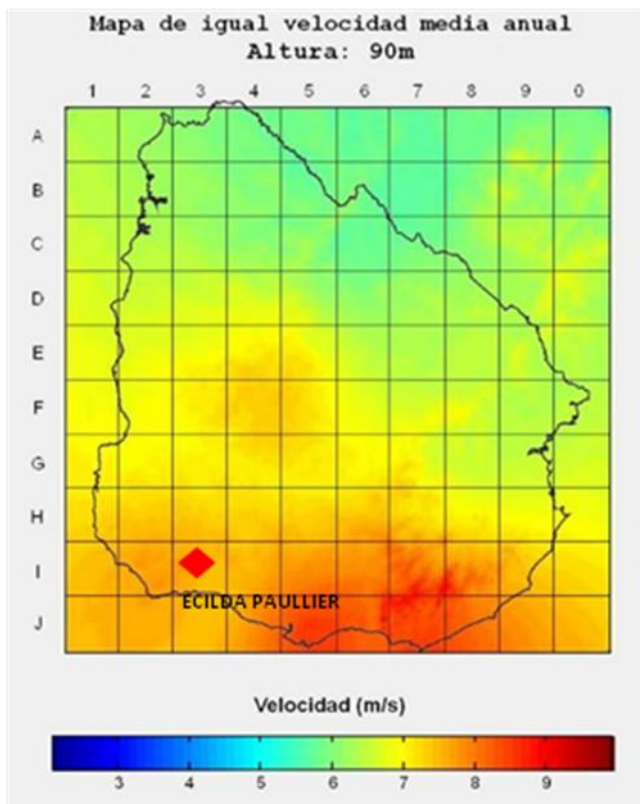 Mapa de igual velocidad media anual
Altura: 90m
1 2 3 4 5 6 7 8 9 0
A
B
C
D
E
F
G
H
I
ECILDA PAULLIER
J
Velocidad (m/s)
3 4 5 6 7 8 9